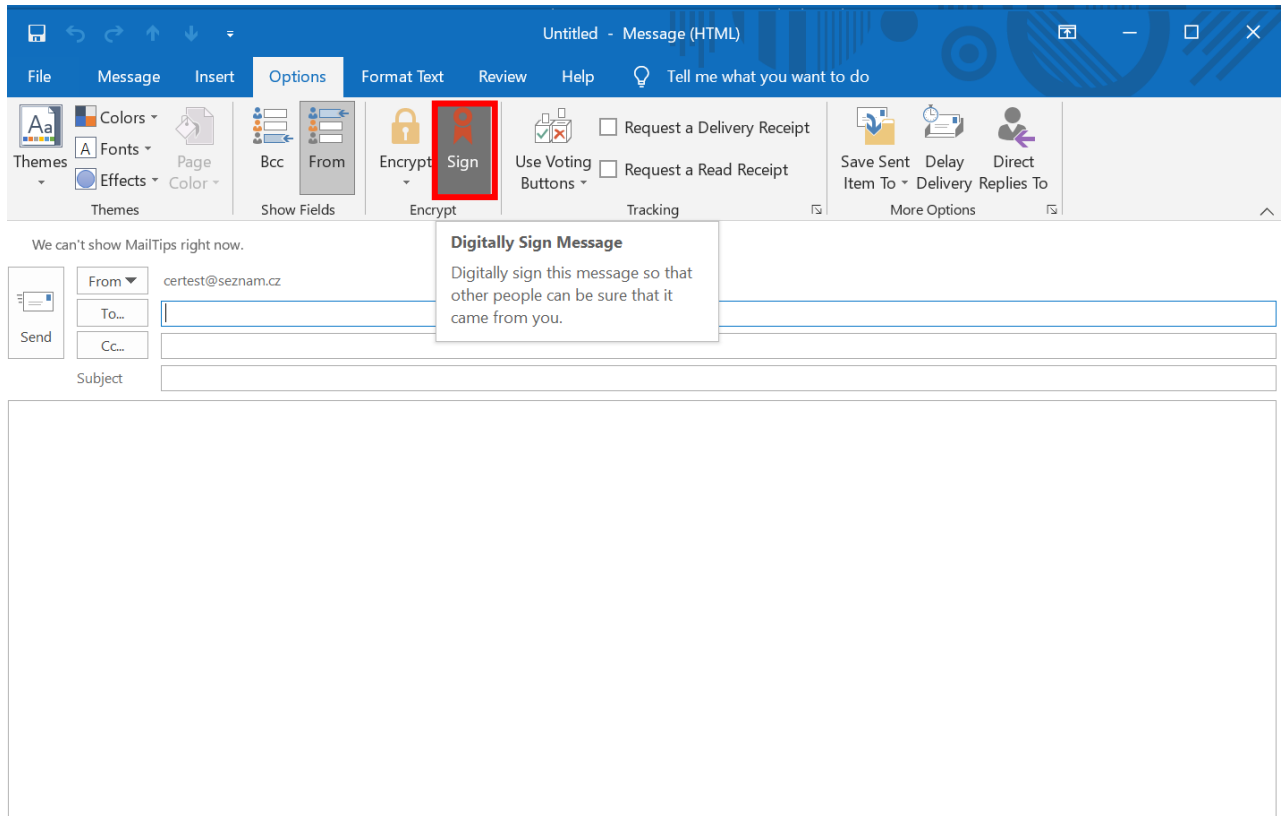 Untitled - Message (HTML)
File Message Insert Options Format Text Review Help Tell me what you want to do
Aa Themes
Colors
A Fonts
Effects
Page Color
Bcc
From
Encrypt
Sign
Use Voting Buttons
Request a Delivery Receipt
Request a Read Receipt
Save Sent Item To
Delay Delivery
Direct Replies To
Themes Show Fields Encrypt Tracking More Options
We can't show MailTips right now.
Digitally Sign Message
Digitally sign this message so that
other people can be sure that it
came from you.
Send
From certest@seznam.cz
To...
Cc...
Subject